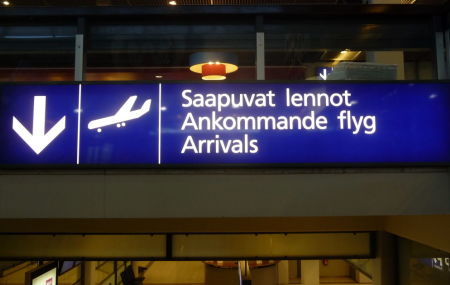 Saapuvat lennot
Ankommande flyg
Arrivals